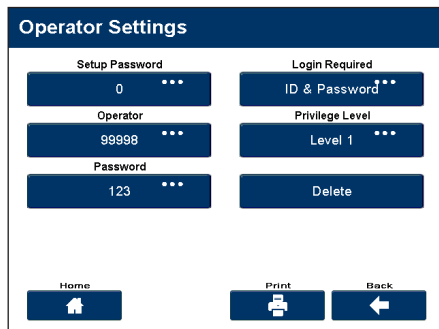 Operator Settings
Setup Password
0
Login Required
ID & Password
Operator
99998
Privilege Level
Level 1
Password
123
Delete
Home
Print
Back